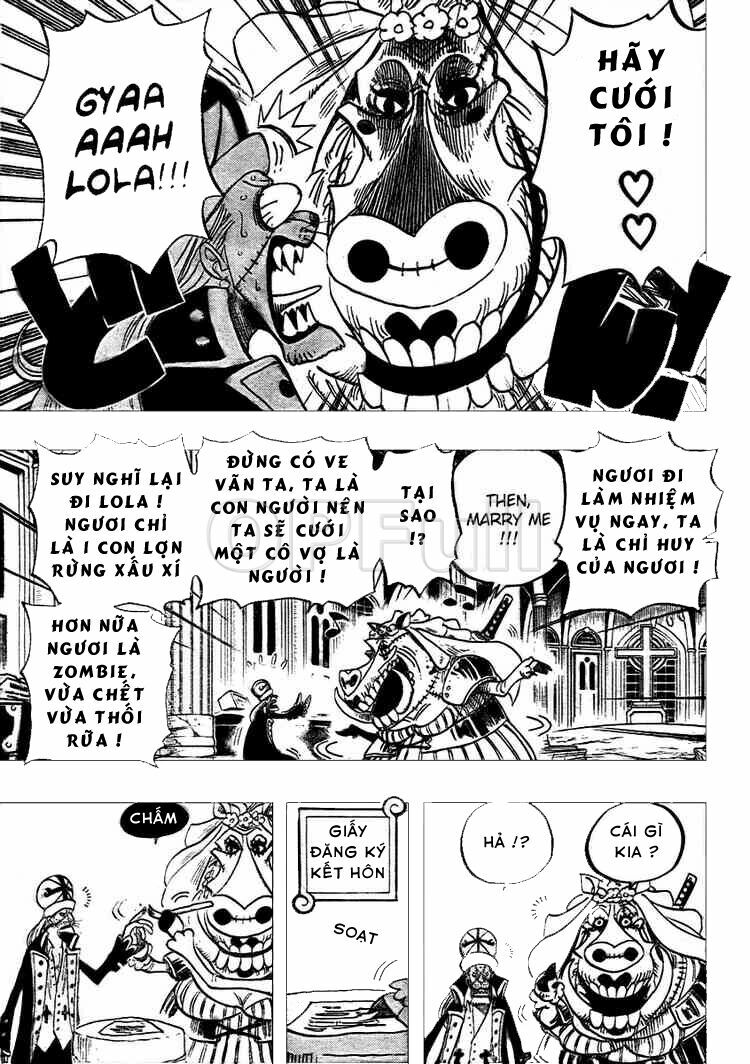 HÃY
CƯỚI
TÔI !
♡
♡
GYAA
AAAH
LOLA!!!
NGƯƠI ĐI
LÀM NHIỆM
VỤ NGAY, TA
LÀ CHỈ HUY
CỦA NGƯƠI !
THEN,
MARRY ME
!!!
TẠI
SAO
!?
ĐỪNG CÓ VE
VÃN TA, TA LÀ
CON NGƯỜI NÊN
TA SẼ CƯỚI
MỘT CÔ VỢ LÀ
NGƯỜI !
SUY NGHĨ LẠI
ĐI LOLA !
NGƯƠI CHỈ
LÀ 1 CON LỢN
RỪNG XẤU XÍ
HƠN NỮA
NGƯƠI LÀ
ZOMBIE,
VỪA CHẾT
VỪA THỐI
RỮA !
OPFull
CÁI GÌ
KIA ?
HẢ !?
GIẤY
ĐĂNG KÝ
KẾT HÔN
SOẠT
CHẤM